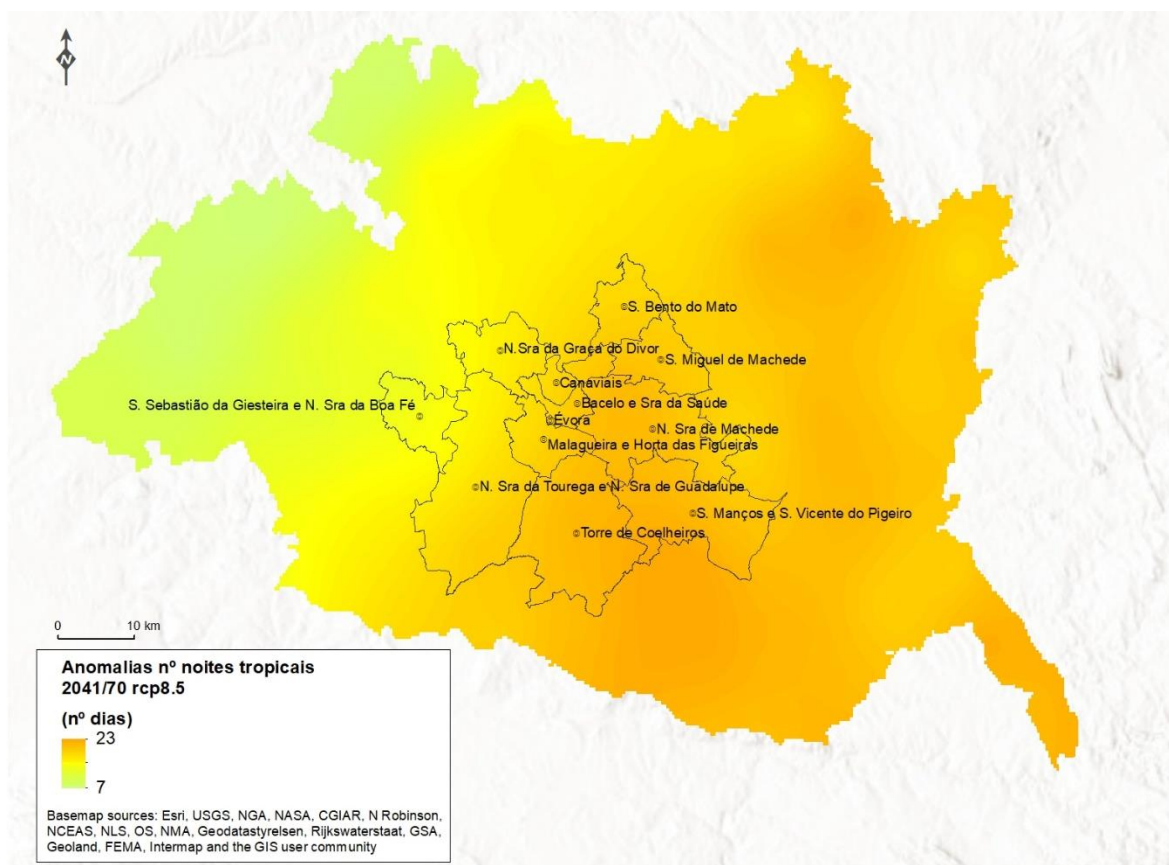 N
S. Bento do Mato
N.Sra da Graça do Divor
S. Miguel de Machede
Canaviais
S. Sebastião da Giesteira e N. Sra da Boa Fé
Bacelo e Sra da Saúde
Évora
N. Sra de Machede
Malagueira e Horta das Figueiras
N. Sra da Tourega e N. Sra de Guadalupe
S. Manços e S. Vicente do Pigeiro
Torre de Coelheiros
0 10 km
Anomalias nº noites tropicais
2041/70 rcp8.5
(nº dias)
23
7
Basemap sources: Esri, USGS, NGA, NASA, CGIAR, N Robinson,
NCEAS, NLS, OS, NMA, Geodatastyrelsen, Rijkswaterstaat, GSA,
Geoland, FEMA, Intermap and the GIS user community